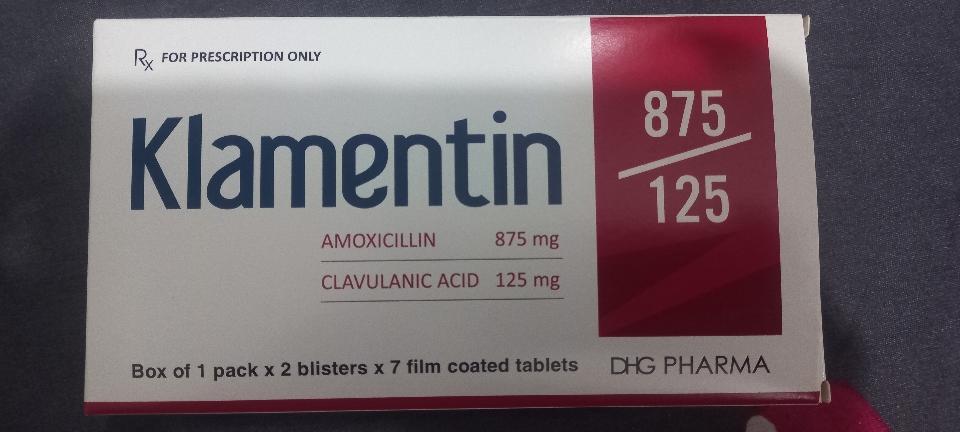 Rx FOR PRESCRIPTION ONLY
Klamentin
875
125
AMOXICILLIN 875 mg
CLAVULANIC ACID 125 mg
Box of 1 pack x 2 blisters x 7 film coated tablets
DHG PHARMA